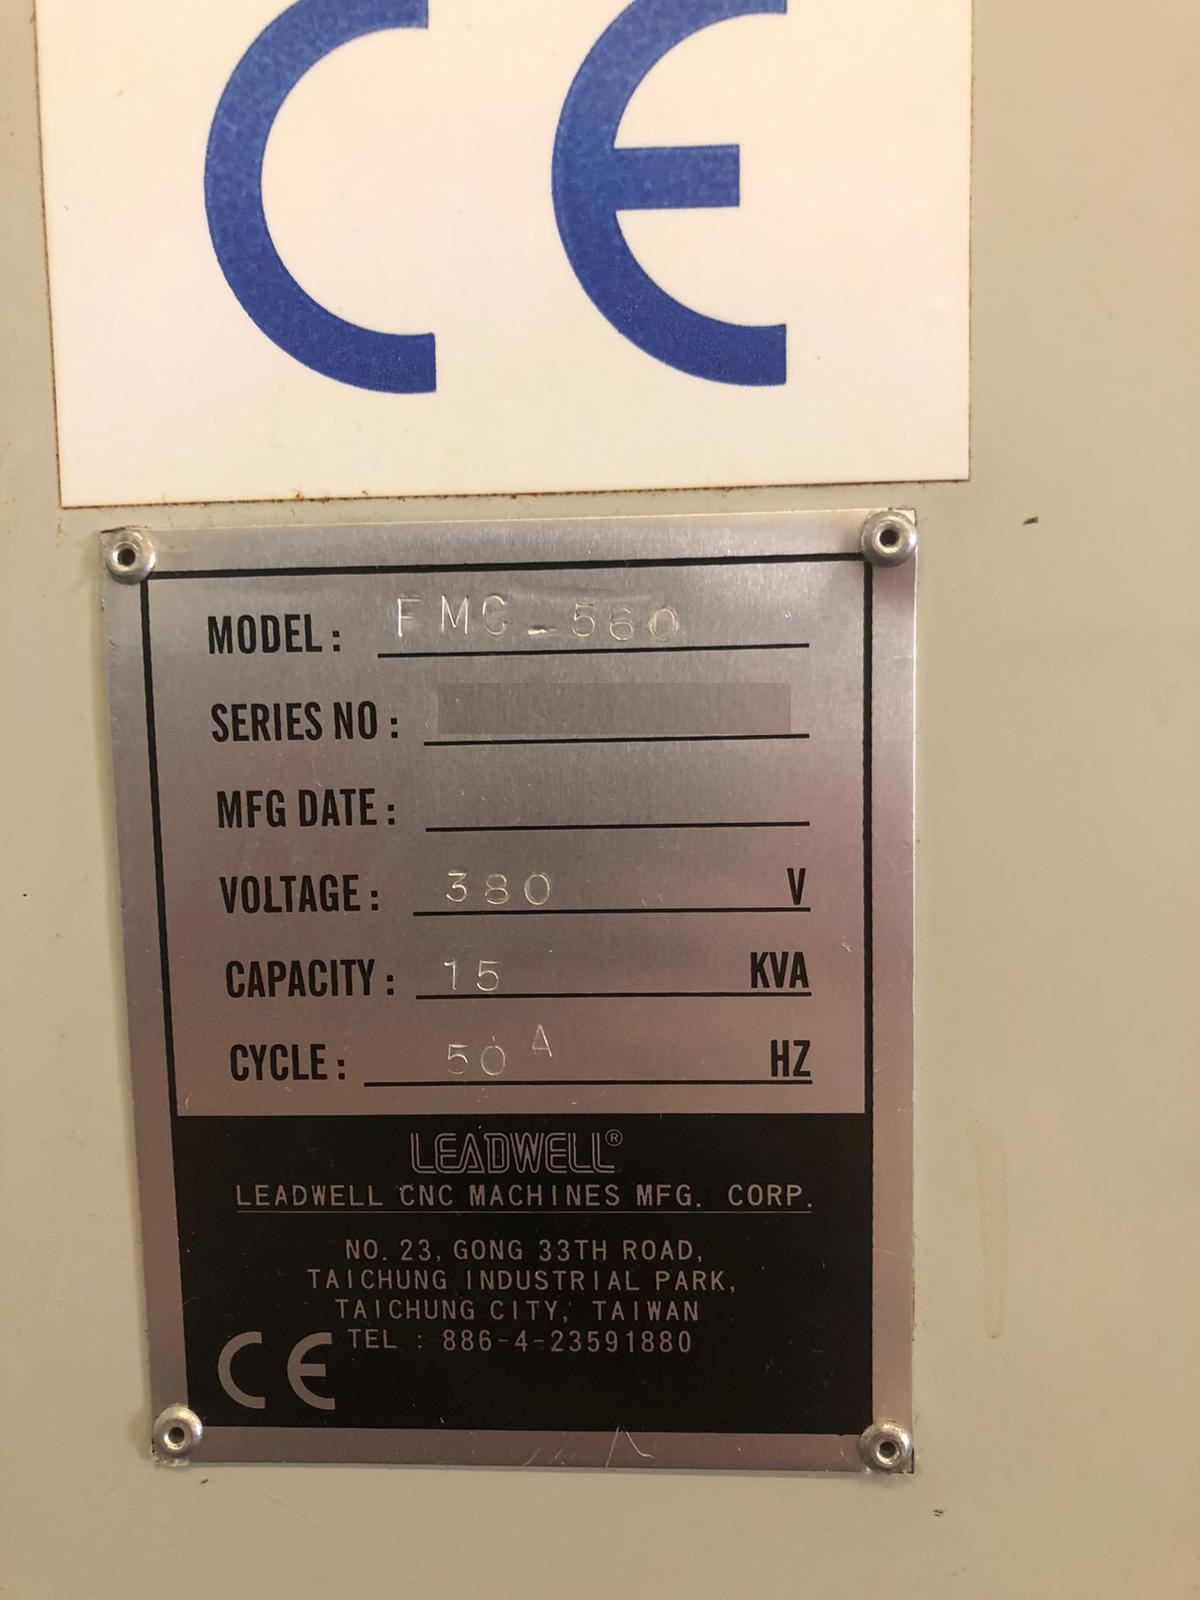 CE
MODEL: FMC-560
SERIES NO:
MFG DATE:
VOLTAGE: 380 V
CAPACITY: 15 KVA
CYCLE: 50 A HZ
LEADWELL®
LEADWELL CNC MACHINES MFG. CORP.
NO. 23, GONG 33TH ROAD,
TAICHUNG INDUSTRIAL PARK,
TAICHUNG CITY, TAIWAN
TEL : 886-4-23591880
CE